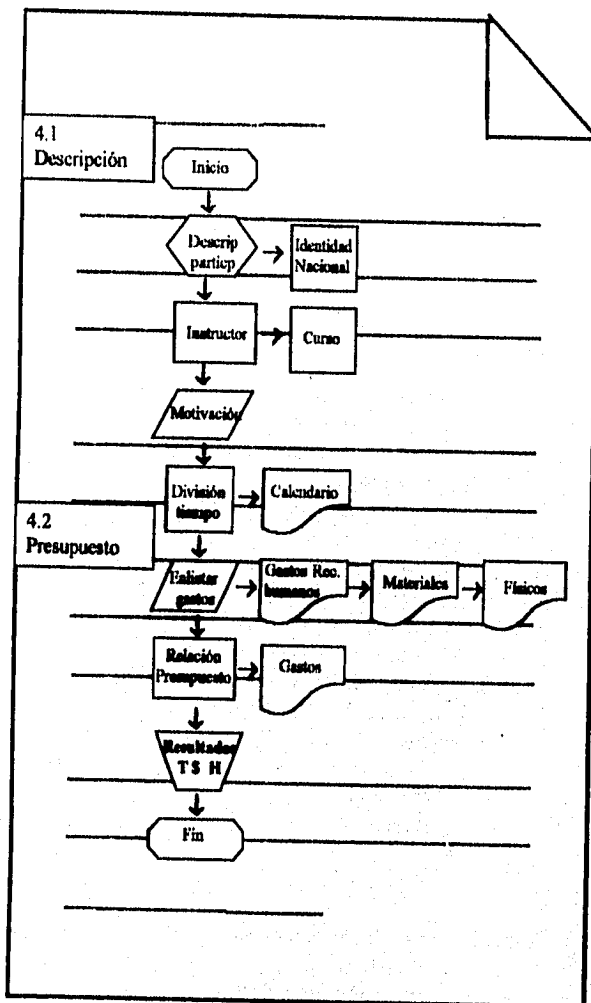 4.1
Descripción
Inicio
Descrip
particp
Identidad
Nacional
Instructor
Curso
Motivación
División
tiempo
Calendario
4.2
Presupuesto
Enlistar
gastos
Gastos Rec.
humanos
Materiales
Físicos
Relación
Presupuesto
Gastos
Resultados
T $ H
Fin